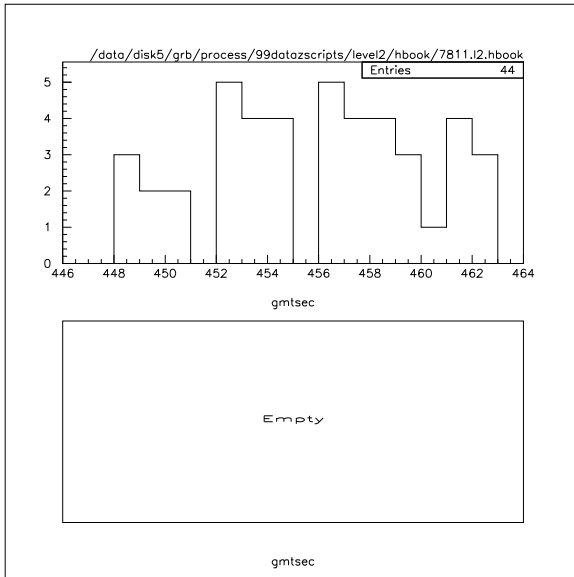 /data/disk5/grb/process/99datazscripts/level2/hbook/7811.l2.hbook
Entries 44
5
4
3
2
1
0
446 448 450 452 454 456 458 460 462 464
gmtsec
Empty
gmtsec